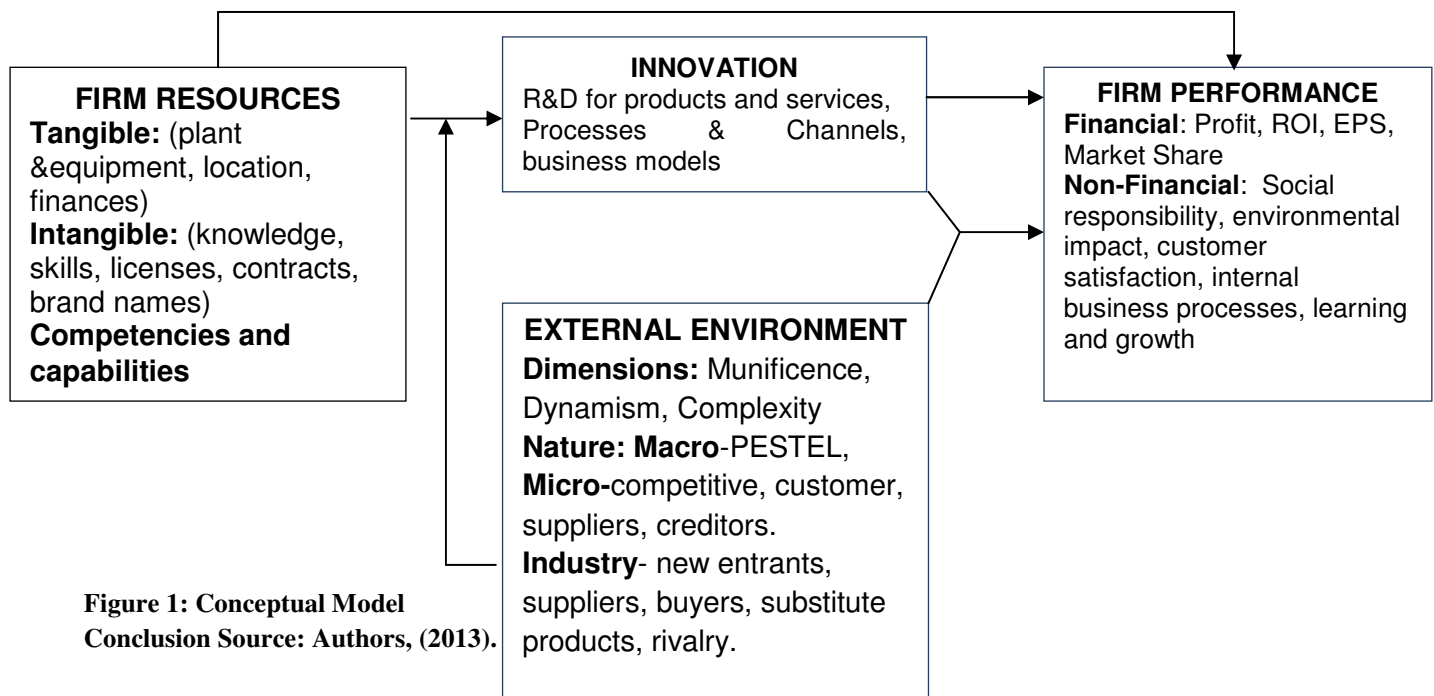 FIRM RESOURCES
Tangible: (plant
&equipment, location,
finances)
Intangible: (knowledge,
skills, licenses, contracts,
brand names)
Competencies and
capabilities
INNOVATION
R&D for products and services,
Processes & Channels,
business models
EXTERNAL ENVIRONMENT
Dimensions: Munificence,
Dynamism, Complexity
Nature: Macro-PESTEL,
Micro-competitive, customer,
suppliers, creditors.
Industry- new entrants,
suppliers, buyers, substitute
products, rivalry.
FIRM PERFORMANCE
Financial: Profit, ROI, EPS,
Market Share
Non-Financial: Social
responsibility, environmental
impact, customer
satisfaction, internal
business processes, learning
and growth
Figure 1: Conceptual Model
Conclusion Source: Authors, (2013).